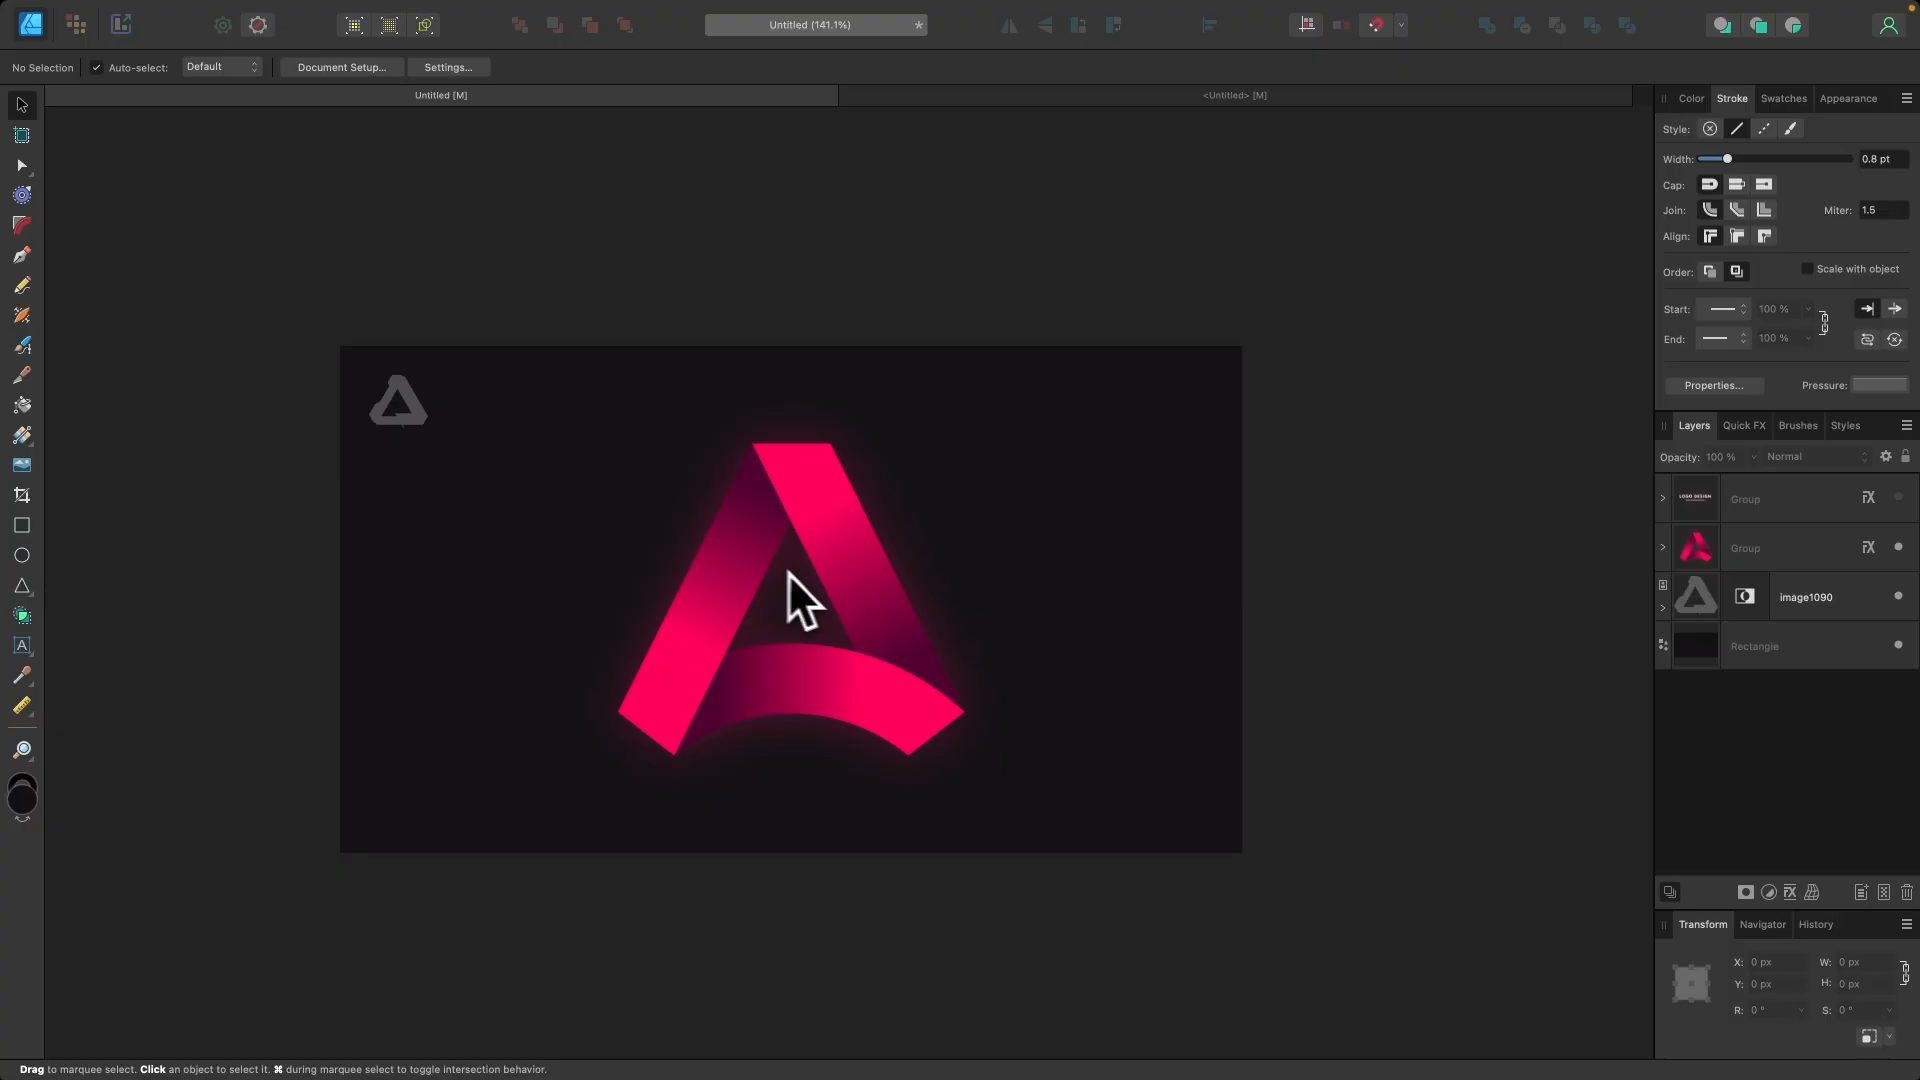 Untitled (141.1%)
*
No Selection
Auto-select:
Default
Document Setup...
Settings...
Untitled [M]
<Untitled> [M]
Color
Stroke
Swatches
Appearance
Style:
Width:
0.8 pt
Cap:
Join:
Miter:
1.5
Align:
Order:
Scale with object
Start:
100 %
End:
100 %
Properties...
Pressure:
Layers
Quick FX
Brushes
Styles
Opacity:
100 %
Normal
LOGO DESIGN
Group
Group
image1090
Rectangle
Transform
Navigator
History
X: 0 px
W: 0 px
Y: 0 px
H: 0 px
R: 0 °
S: 0 °
Drag to marquee select. Click an object to select it. ⌘ during marquee select to toggle intersection behavior.